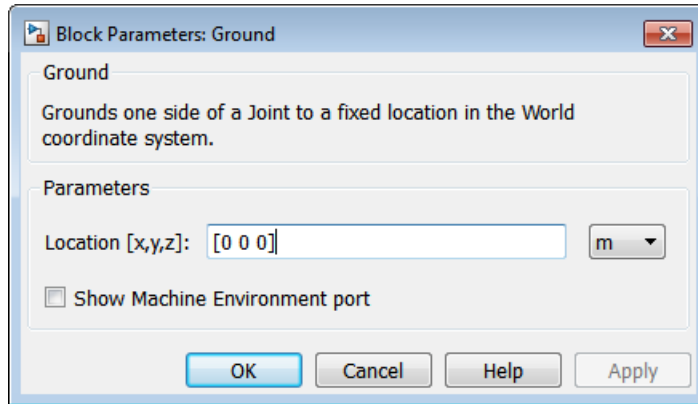 Block Parameters: Ground
Ground
Grounds one side of a Joint to a fixed location in the World
coordinate system.
Parameters
Location [x,y,z]: [0 0 0] m
Show Machine Environment port
OK Cancel Help Apply